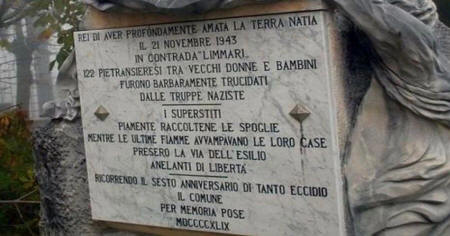 REI DI AVER PROFONDAMENTE AMATA LA TERRA NATIA
IL 21 NOVEMBRE 1943
IN CONTRADA "LIMMARI"
122 PIETRANSIERESI TRA VECCHI DONNE E BAMBINI
FURONO BARBARAMENTE TRUCIDATI
DALLE TRUPPE NAZISTE
I SUPERSTITI
PIAMENTE RACCOLTENE LE SPOGLIE
MENTRE LE ULTIME FIAMME AVVAMPAVANO LE LORO CASE
PRESERO LA VIA DELL'ESILIO
ANELANTI DI LIBERTA'
RICORRENDO IL SESTO ANNIVERSARIO DI TANTO ECCIDIO
IL COMUNE
PER MEMORIA POSE
MDCCCCXLIX